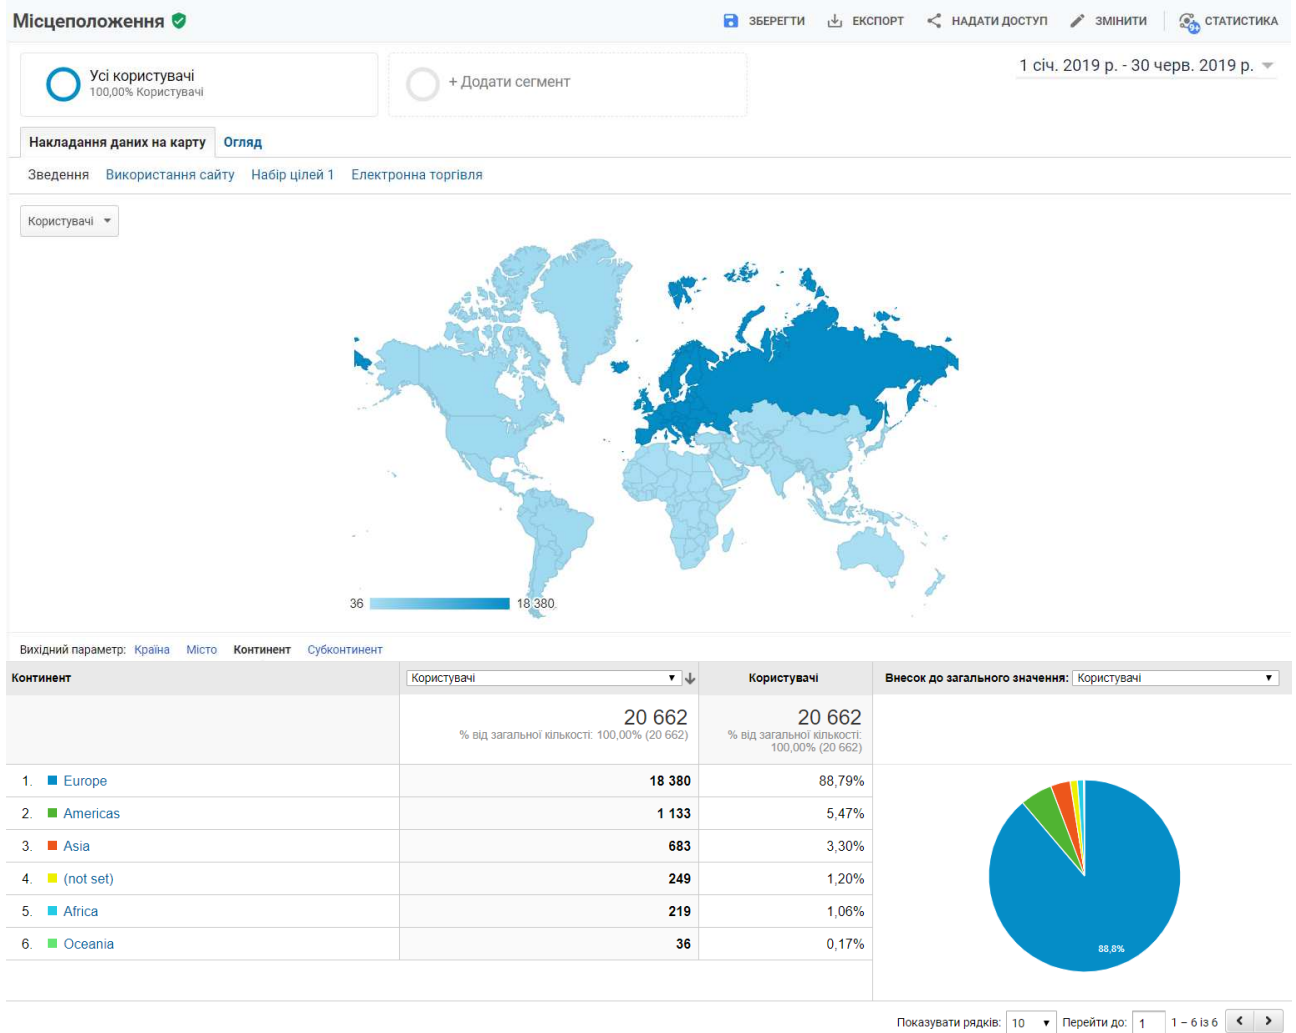 Місцеположення
ЗБЕРЕГТИ ЕКСПОРТ НАДАТИ ДОСТУП ЗМІНИТИ 9+ СТАТИСТИКА
Усі користувачі
100,00% Користувачі
+ Додати сегмент
1 січ. 2019 р. - 30 черв. 2019 р.
Накладання даних на карту Огляд
Зведення Використання сайту Набір цілей 1 Електронна торгівля
Користувачі
36 18 380
Вихідний параметр: Країна Місто Континент Субконтинент
Континент Користувачі Користувачі Внесок до загального значення: Користувачі
20 662 20 662
% від загальної кількості: 100,00% (20 662) % від загальної кількості:
100,00% (20 662)
1. Europe 18 380 88,79%
2. Americas 1 133 5,47%
3. Asia 683 3,30%
4. (not set) 249 1,20%
5. Africa 219 1,06%
6. Oceania 36 0,17%
88,8%
Показувати рядків: 10 Перейти до: 1 1 – 6 із 6